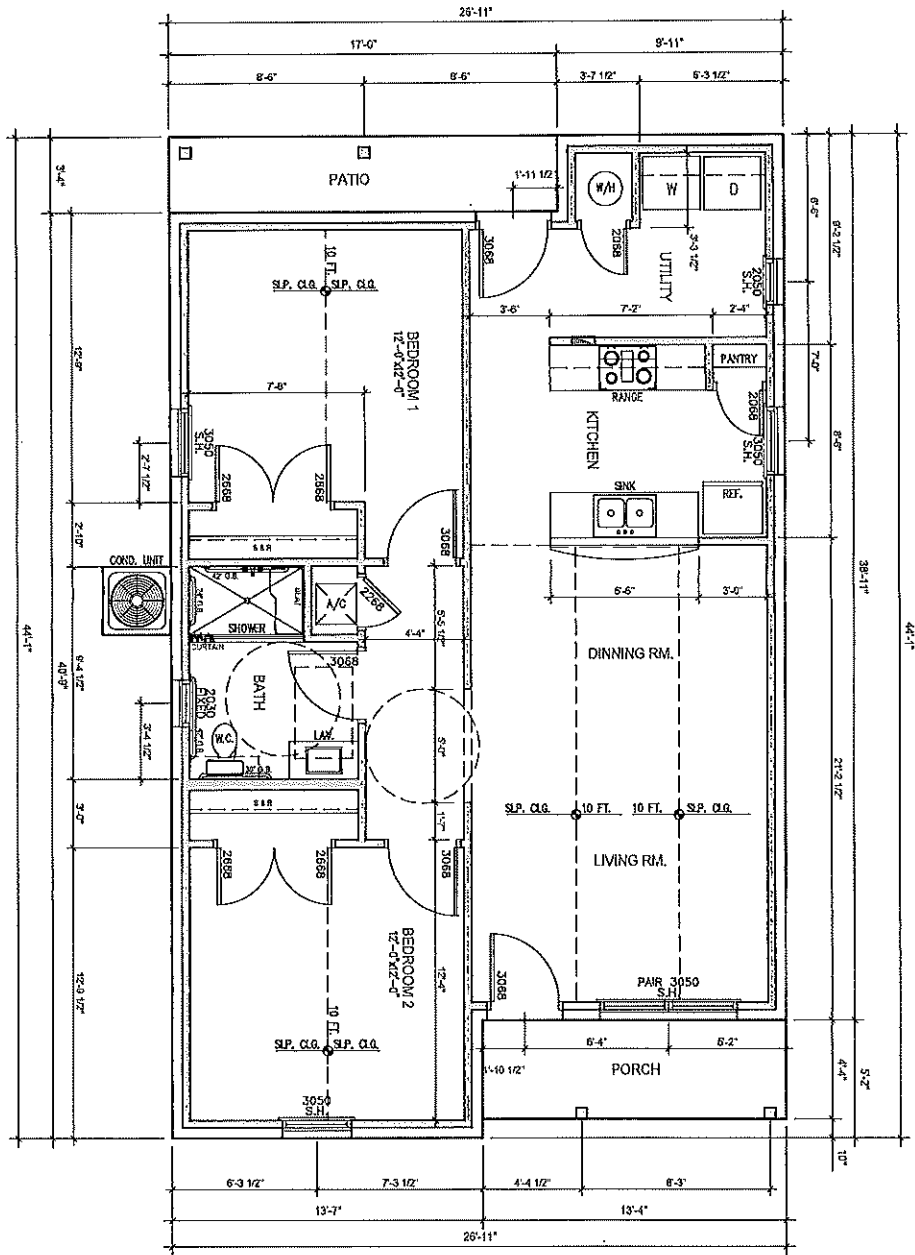 26'-11"
17'-0"
9'-11"
8'-6"
8'-6"
3'-7 1/2"
6'-3 1/2"
3'-4"
PATIO
1'-11 1/2
W/H
W
D
3'-3 1/2"
6'-6"
9'-2 1/2"
3068
2068
UTILITY
2050
S.H.
10 FT.
SLP. CLG.
SLP. CLG.
3'-6"
7'-2"
2'-4"
7'-0"
BEDROOM 1
12'-0"x12'-0"
12'-9"
7'-8"
RANGE
PANTRY
2068
KITCHEN
3050
S.H.
8'-6"
3050
S.H.
2'-7 1/2"
2668
2668
SINK
REF.
2'-10"
S&R
3068
COND. UNIT
42" G.B.
SEAT
SHOWER
CURTAIN
A/C
2268
5'-5 1/2"
6'-6"
3'-0"
38'-11"
44'-1"
44'-1"
40'-9"
4'-4"
DINNING RM.
3068
9'-4 1/2"
BATH
2030
FIXED
W.C.
LAV.
5'-0"
3'-4 1/2"
21'-2 1/2"
3'-0"
S&R
1'-7"
SLP. CLG.
10 FT.
10 FT.
SLP. CLG.
2668
2668
3068
LIVING RM.
BEDROOM 2
12'-0"x12'-0"
12'-4"
12'-9 1/2"
3068
PAIR 3050
S.H.
10 FT.
SLP. CLG.
SLP. CLG.
6'-4"
5'-2"
1'-10 1/2"
PORCH
4'-4"
5'-2"
3050
S.H.
10"
6'-3 1/2"
7'-3 1/2"
4'-4 1/2"
8'-3"
13'-7"
13'-4"
26'-11"